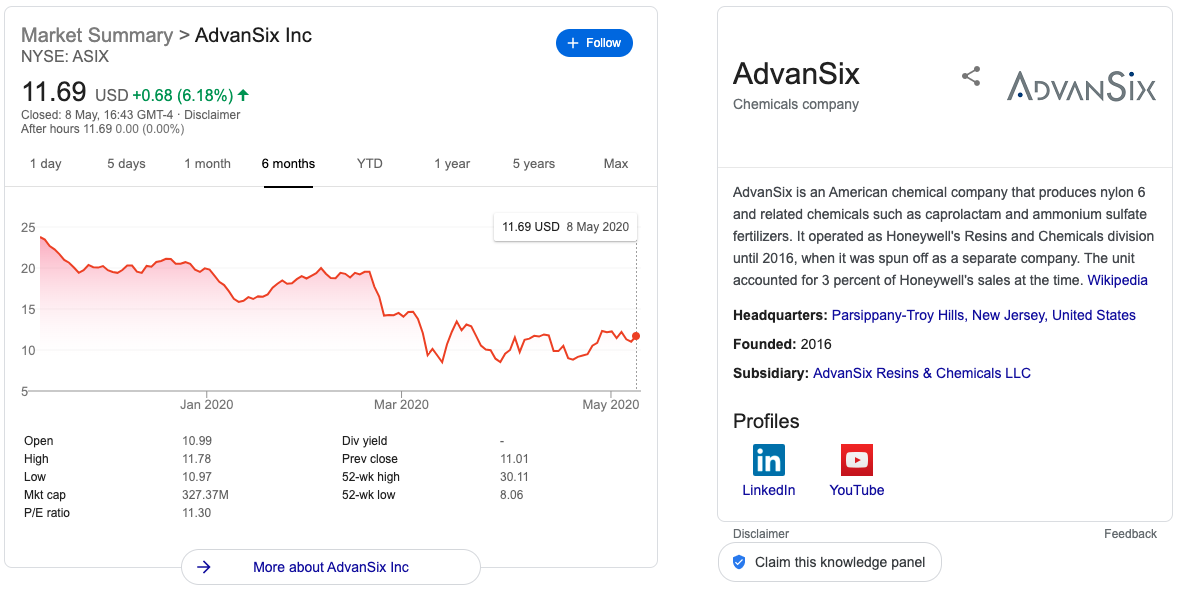 Market Summary > AdvanSix Inc
NYSE: ASIX
+ Follow
11.69 USD +0.68 (6.18%)
Closed: 8 May, 16:43 GMT-4 · Disclaimer
After hours 11.69 0.00 (0.00%)
1 day 5 days 1 month 6 months YTD 1 year 5 years Max
11.69 USD 8 May 2020
25
20
15
10
5
Jan 2020 Mar 2020 May 2020
Open 10.99 Div yield -
High 11.78 Prev close 11.01
Low 10.97 52-wk high 30.11
Mkt cap 327.37M 52-wk low 8.06
P/E ratio 11.30
More about AdvanSix Inc
AdvanSix
Chemicals company
ADVANSIX
AdvanSix is an American chemical company that produces nylon 6
and related chemicals such as caprolactam and ammonium sulfate
fertilizers. It operated as Honeywell's Resins and Chemicals division
until 2016, when it was spun off as a separate company. The unit
accounted for 3 percent of Honeywell's sales at the time. Wikipedia
Headquarters: Parsippany-Troy Hills, New Jersey, United States
Founded: 2016
Subsidiary: AdvanSix Resins & Chemicals LLC
Profiles
in
LinkedIn YouTube
Disclaimer Feedback
Claim this knowledge panel